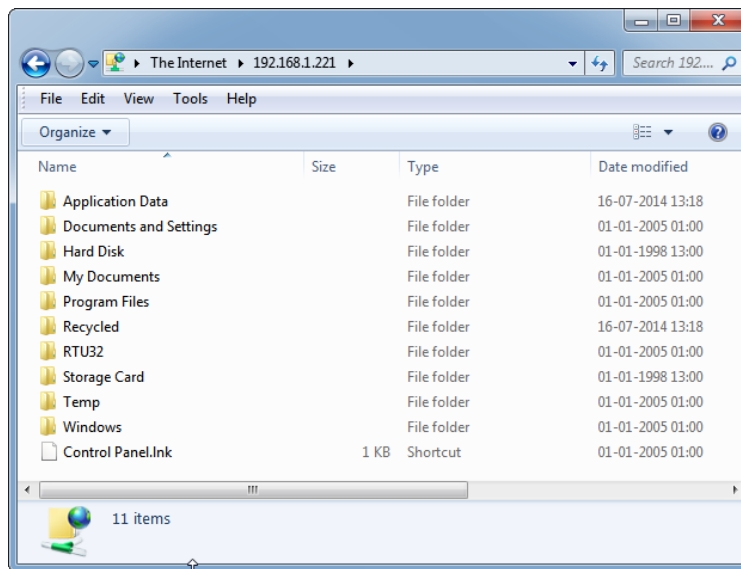 The Internet 192.168.1.221 Search 192....
File Edit View Tools Help
Organize
Name Size Type Date modified
Application Data File folder 16-07-2014 13:18
Documents and Settings File folder 01-01-2005 01:00
Hard Disk File folder 01-01-1998 13:00
My Documents File folder 01-01-2005 01:00
Program Files File folder 01-01-2005 01:00
Recycled File folder 16-07-2014 13:18
RTU32 File folder 01-01-2005 01:00
Storage Card File folder 01-01-1998 13:00
Temp File folder 01-01-2005 01:00
Windows File folder 01-01-2005 01:00
Control Panel.lnk 1 KB Shortcut 01-01-2005 01:00
11 items